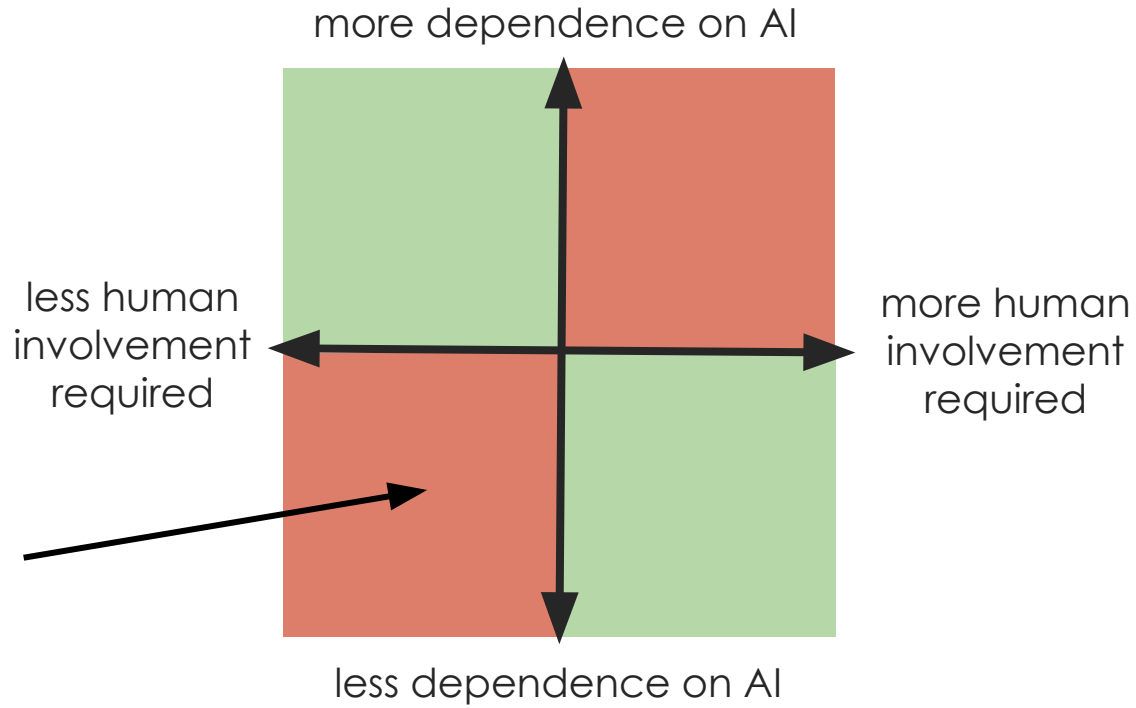 more dependence on AI
less human
involvement
required
more human
involvement
required
less dependence on AI